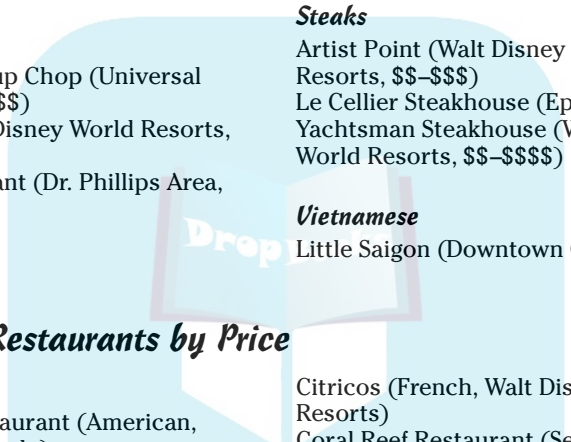 up Chop (Universal
$$)
Disney World Resorts,
ant (Dr. Phillips Area,
Steaks
Artist Point (Walt Disney
Resorts, $$–$$$)
Le Cellier Steakhouse (Ep
Yachtsman Steakhouse (W
World Resorts, $$–$$$$)
Vietnamese
Little Saigon (Downtown
Restaurants by Price
aurant (American,
Citricos (French, Walt Dis
Resorts)
Coral Reef Restaurant (Se